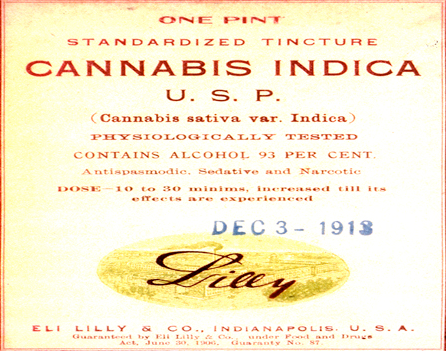 ONE PINT
STANDARDIZED TINCTURE
CANNABIS INDICA
U. S. P.
(Cannabis sativa var. Indica)
PHYSIOLOGICALLY TESTED
CONTAINS ALCOHOL 93 PER CENT.
Antispasmodic, Sedative and Narcotic
DOSE—10 to 30 minims, increased till its
effects are experienced
DEC 3- 1913
Lilly
ELI LILLY & CO., INDIANAPOLIS, U. S. A.
Guaranteed by Eli Lilly & Co., under Food and Drugs
Act, June 30, 1906, Guaranty No. 87.